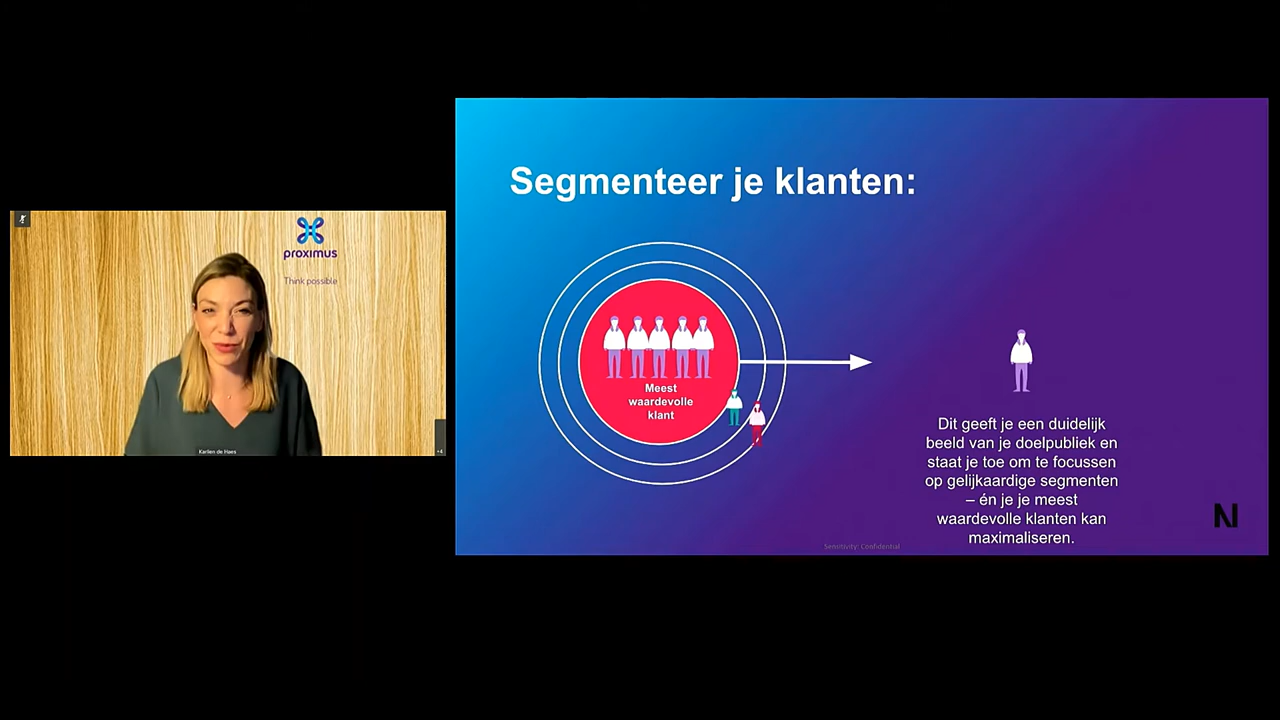 proximus
Think possible
Karlien de Haes
+4
Segmenteer je klanten:
Meest
waardevolle
klant
Dit geeft je een duidelijk
beeld van je doelpubliek en
staat je toe om te focussen
op gelijkaardige segmenten
– én je je meest
waardevolle klanten kan
maximaliseren.
N
Sensitivity: Confidential